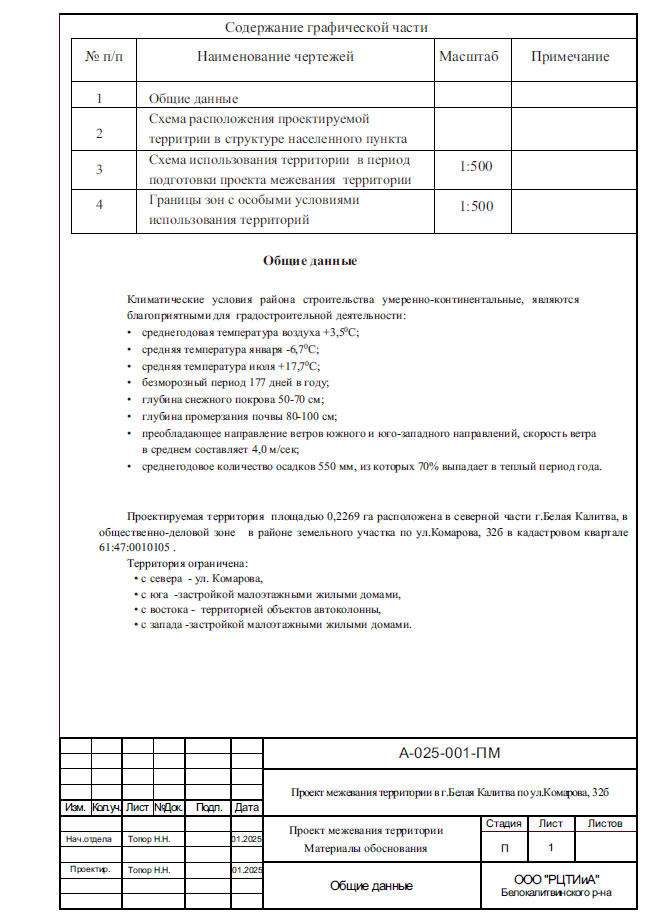 Содержание графической части
№ п/п Наименование чертежей Масштаб Примечание
1 Общие данные
2 Схема расположения проектируемой
территрии в структуре населенного пункта
3 Схема использования территории в период
подготовки проекта межевания территории 1:500
4 Границы зон с особыми условиями
использования территорий 1:500
Общие данные
Климатические условия района строительства умеренно-континентальные, являются
благоприятными для градостроительной деятельности:
• среднегодовая температура воздуха +3,5⁰С;
• средняя температура января -6,7⁰С;
• средняя температура июля +17,7⁰С;
• безморозный период 177 дней в году;
• глубина снежного покрова 50-70 см;
• глубина промерзания почвы 80-100 см;
• преобладающее направление ветров южного и юго-западного направлений, скорость ветра
в среднем составляет 4,0 м/сек;
• среднегодовое количество осадков 550 мм, из которых 70% выпадает в теплый период года.
Проектируемая территория площадью 0,2269 га расположена в северной части г.Белая Калитва, в
общественно-деловой зоне в районе земельного участка по ул.Комарова, 32б в кадастровом квартале
61:47:0010105 .
Территория ограничена:
• с севера - ул. Комарова,
• с юга -застройкой малоэтажными жилыми домами,
• с востока - территорией объектов автоколонны,
• с запада -застройкой малоэтажными жилыми домами.
А-025-001-ПМ
Проект межевания территории в г.Белая Калитва по ул.Комарова, 32б
Изм. Кол.уч. Лист №Док. Подп. Дата
Нач.отдела Топор Н.Н. 01.2025
Проектир. Топор Н.Н. 01.2025
Проект межевания территории
Материалы обоснования
Стадия Лист Листов
П 1
Общие данные
ООО "РЦТИиА"
Белокалитвинского р-на